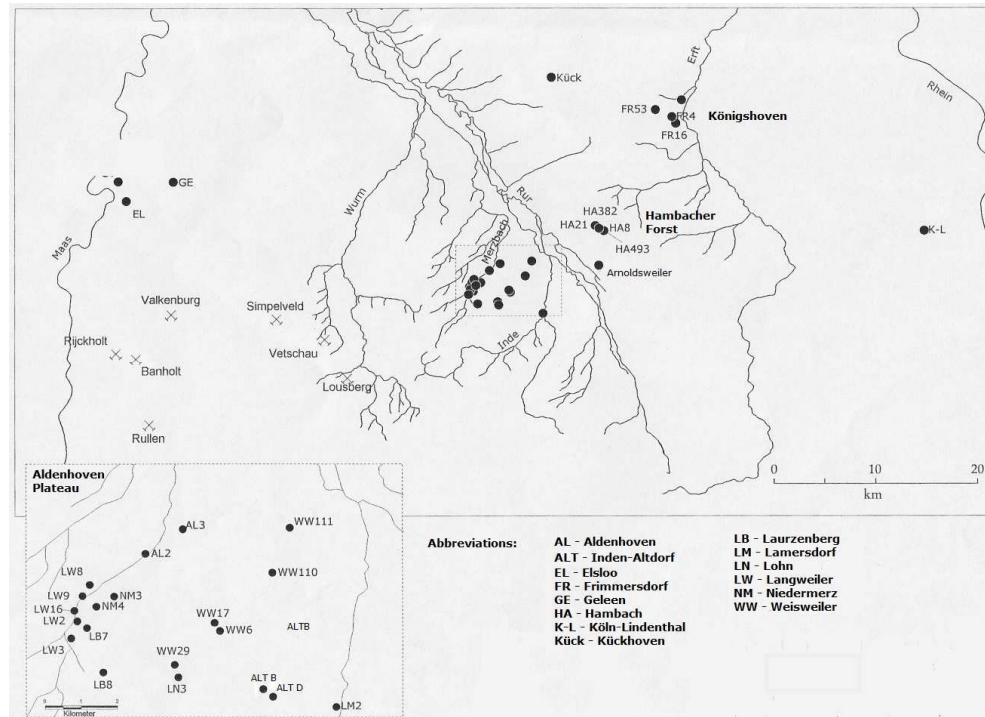 Kück
Erft
Rhein
FR53
FR4
Königshoven
FR16
GE
EL
Maas
Wurm
Rur
HA382
HA21
HA8
Hambacher
Forst
HA493
K-L
Merzbach
Arnoldsweiler
Valkenburg
Simpelveld
Rijckholt
Banholt
Vetschau
Inde
Lousberg
Rullen
0 10 20
km
Aldenhoven
Plateau
AL3
WW111
AL2
WW110
LW8
LW9
NM3
LW16
NM4
LW2
LB7
WW17
WW6
ALTB
LW3
WW29
LB8
LN3
ALT B
ALT D
LM2
0 1 2
Kilometer
Abbreviations:
AL - Aldenhoven
ALT - Inden-Altdorf
EL - Elsloo
FR - Frimmersdorf
GE - Geleen
HA - Hambach
K-L - Köln-Lindenthal
Kück - Kückhoven
LB - Laurzenberg
LM - Lamersdorf
LN - Lohn
LW - Langweiler
NM - Niedermerz
WW - Weisweiler